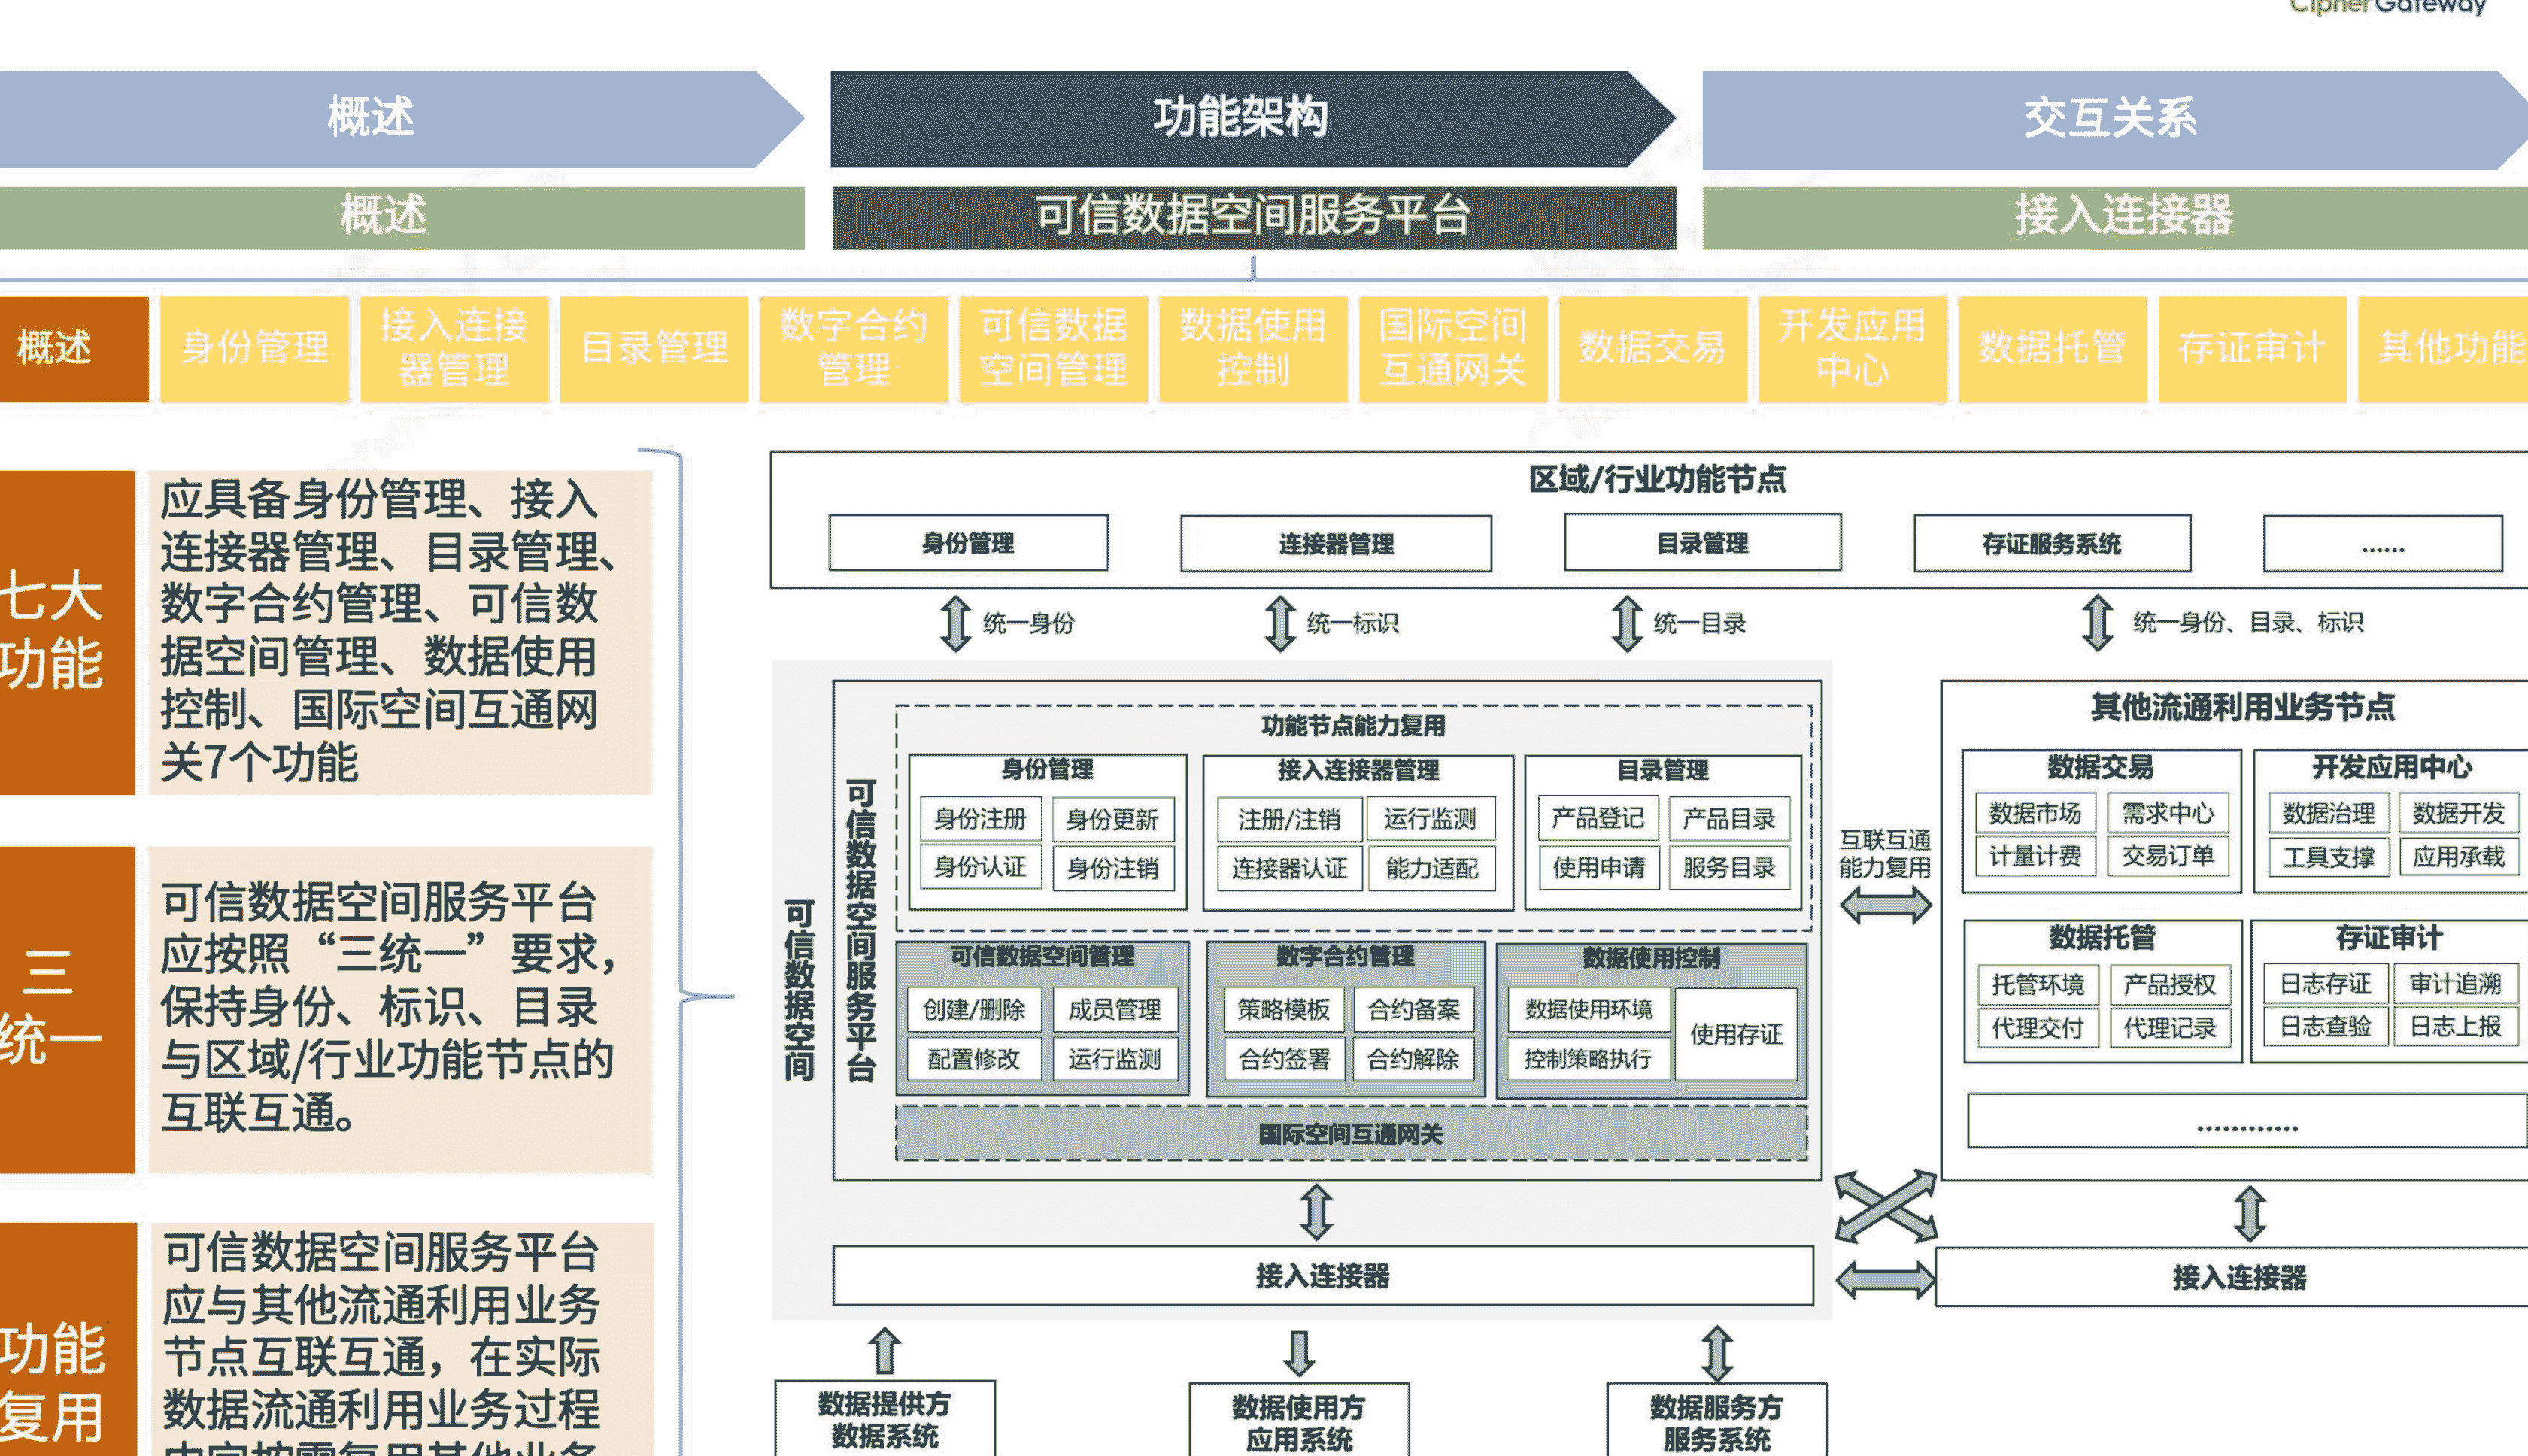 CipherGateway
概述
功能架构
交互关系
概述
可信数据空间服务平台
接入连接器
概述
身份管理
接入连接
器管理
目录管理
数字合约
管理
可信数据
空间管理
数据使用
控制
国际空间
互通网关
数据交易
开发应用
中心
数据托管
存证审计
其他功能
七大
功能
应具备身份管理、接入
连接器管理、目录管理、
数字合约管理、可信数
据空间管理、数据使用
控制、国际空间互通网
关7个功能
三
统一
可信数据空间服务平台
应按照“三统一”要求，
保持身份、标识、目录
与区域/行业功能节点的
互联互通。
功能
复用
可信数据空间服务平台
应与其他流通利用业务
节点互联互通，在实际
数据流通利用业务过程
区域/行业功能节点
身份管理
连接器管理
目录管理
存证服务系统
……
统一身份
统一标识
统一目录
统一身份、目录、标识
可信数据空间
可信数据空间服务平台
功能节点能力复用
身份管理
身份注册
身份更新
身份认证
身份注销
接入连接器管理
注册/注销
运行监测
连接器认证
能力适配
目录管理
产品登记
产品目录
使用申请
服务目录
可信数据空间管理
创建/删除
成员管理
配置修改
运行监测
数字合约管理
策略模板
合约备案
合约签署
合约解除
数据使用控制
数据使用环境
控制策略执行
使用存证
国际空间互通网关
互联互通
能力复用
其他流通利用业务节点
数据交易
数据市场
需求中心
计量计费
交易订单
开发应用中心
数据治理
数据开发
工具支撑
应用承载
数据托管
托管环境
产品授权
代理交付
代理记录
存证审计
日志存证
审计追溯
日志查验
日志上报
…………
接入连接器
接入连接器
数据提供方
数据系统
数据使用方
应用系统
数据服务方
服务系统